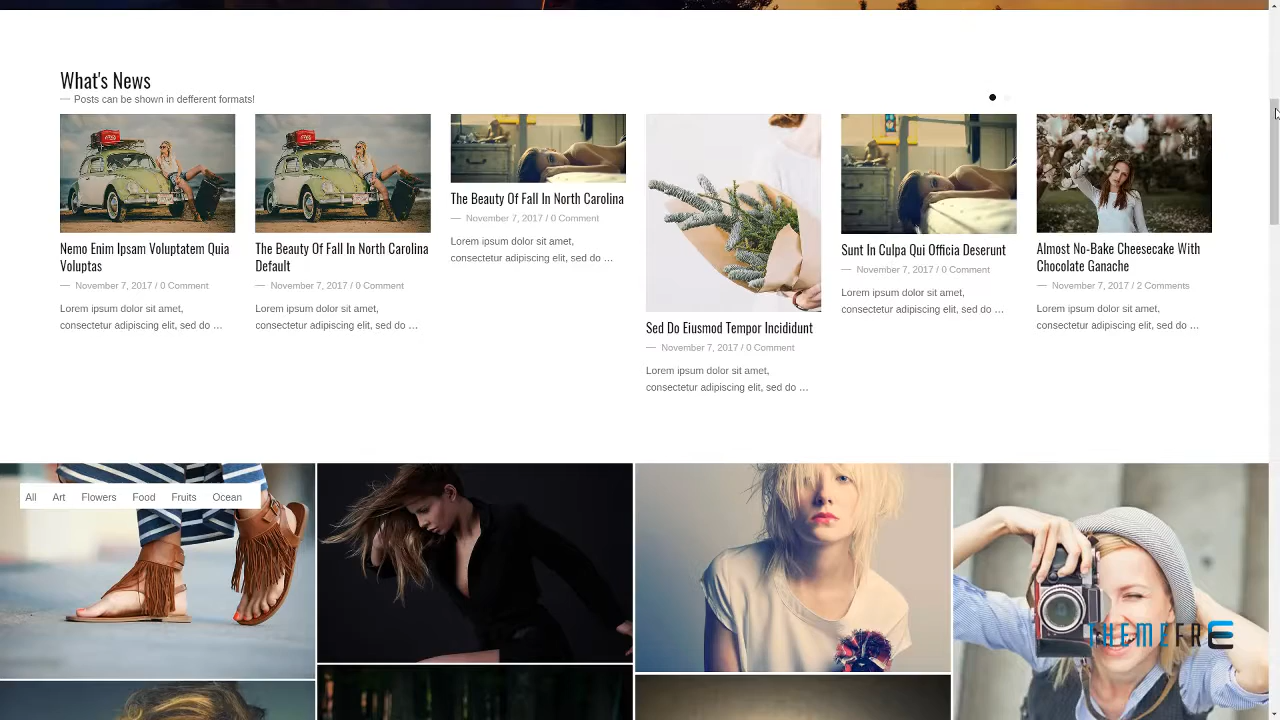 What's News
— Posts can be shown in defferent formats!
Nemo Enim Ipsam Voluptatem Quia
Voluptas
— November 7, 2017 / 0 Comment
Lorem ipsum dolor sit amet,
consectetur adipiscing elit, sed do …
The Beauty Of Fall In North Carolina
Default
— November 7, 2017 / 0 Comment
Lorem ipsum dolor sit amet,
consectetur adipiscing elit, sed do …
The Beauty Of Fall In North Carolina
— November 7, 2017 / 0 Comment
Lorem ipsum dolor sit amet,
consectetur adipiscing elit, sed do …
Sed Do Eiusmod Tempor Incididunt
— November 7, 2017 / 0 Comment
Lorem ipsum dolor sit amet,
consectetur adipiscing elit, sed do …
Sunt In Culpa Qui Officia Deserunt
— November 7, 2017 / 0 Comment
Lorem ipsum dolor sit amet,
consectetur adipiscing elit, sed do …
Almost No-Bake Cheesecake With
Chocolate Ganache
— November 7, 2017 / 2 Comments
Lorem ipsum dolor sit amet,
consectetur adipiscing elit, sed do …
All Art Flowers Food Fruits Ocean
THEMEFRE